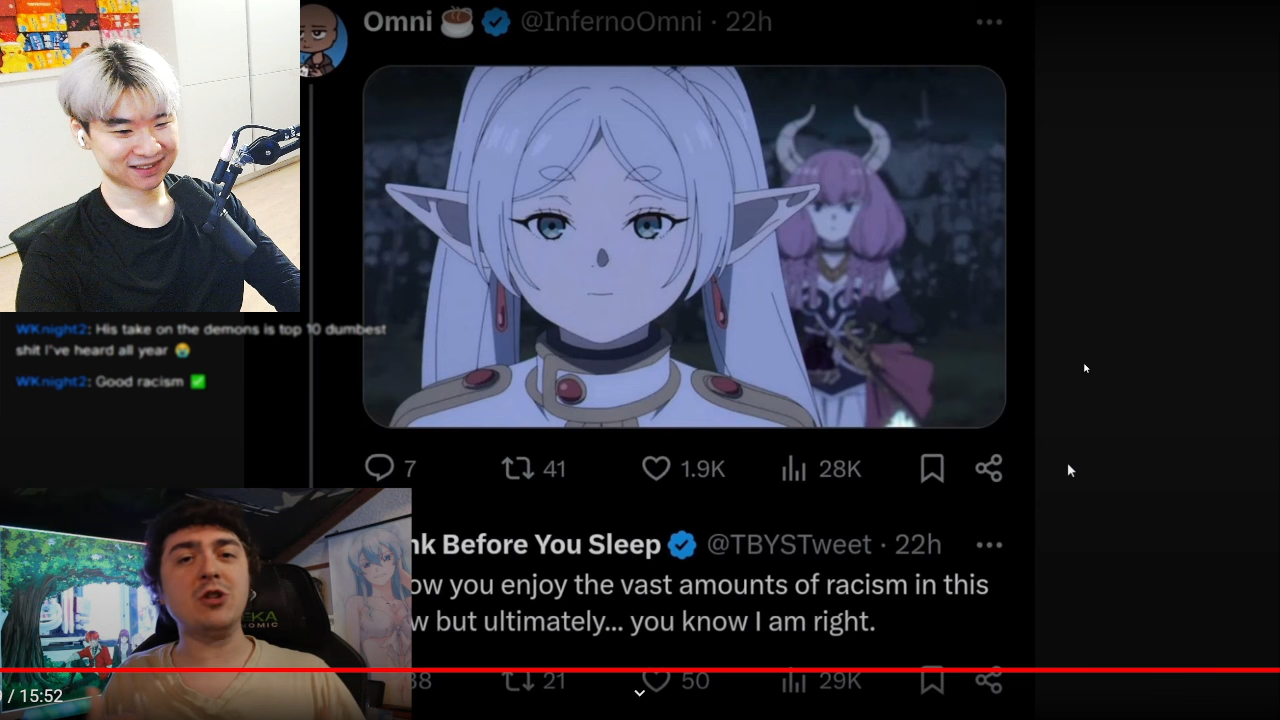 Omni @InfernoOmni · 22h
WKnight2: His take on the demons is top 10 dumbest
shit I've heard all year
WKnight2: Good racism
7 41 1.9K 28K
nk Before You Sleep @TBYSTweet · 22h
ow you enjoy the vast amounts of racism in this
w but ultimately... you know I am right.
38 21 50 29K
/ 15:52